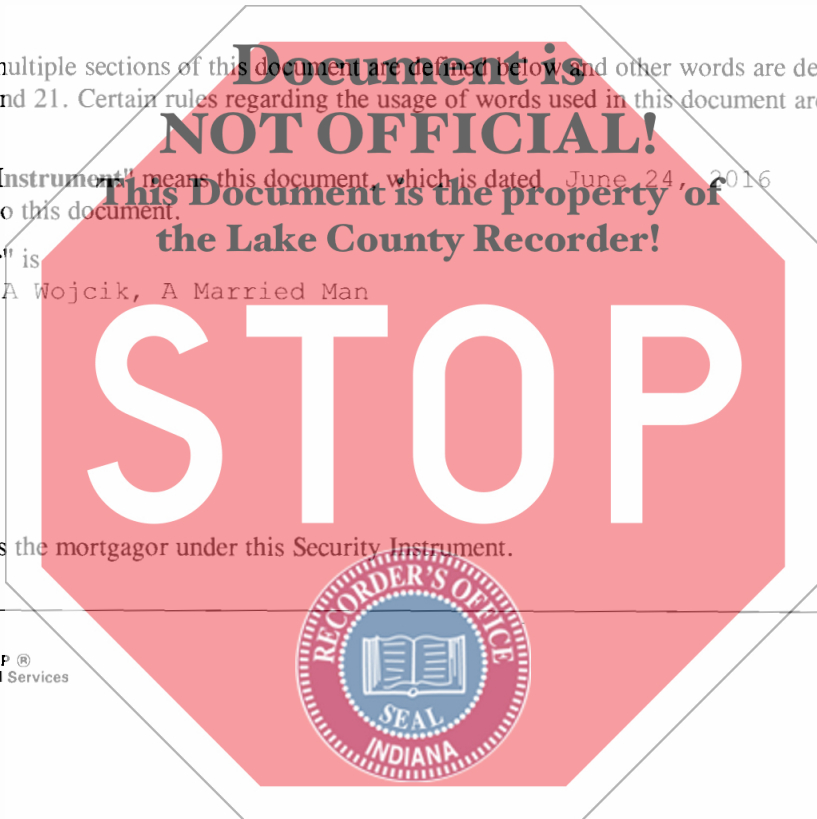 Document is
multiple sections of this document are defined below and other words are de
nd 21. Certain rules regarding the usage of words used in this document are
NOT OFFICIAL!
Instrument" means this document, which is dated June 24, 2016
This Document is the property of
o this document.
the Lake County Recorder!
" is
A Wojcik, A Married Man
STOP
s the mortgagor under this Security Instrument.
RECORDER'S OFFICE
SEAL
INDIANA
P ®
l Services